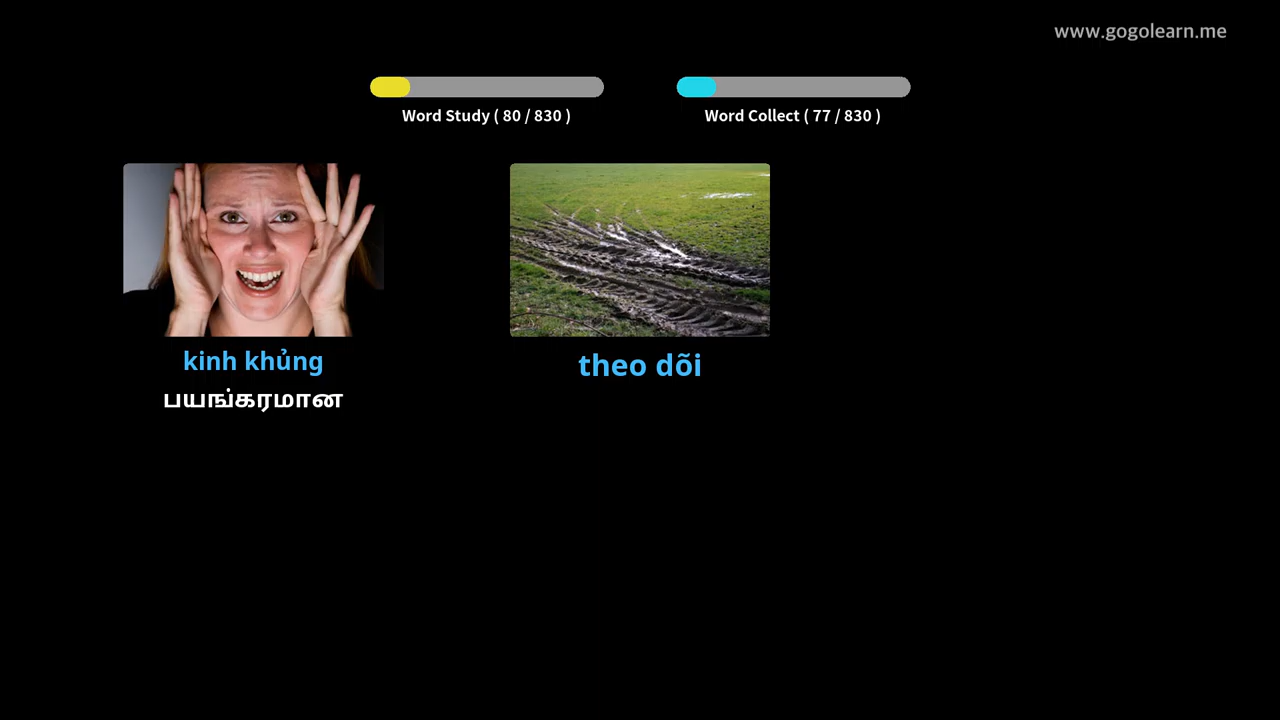 www.gogolearn.me
Word Study ( 80 / 830 )
Word Collect ( 77 / 830 )
kinh khủng
பயங்கரமான
theo dõi